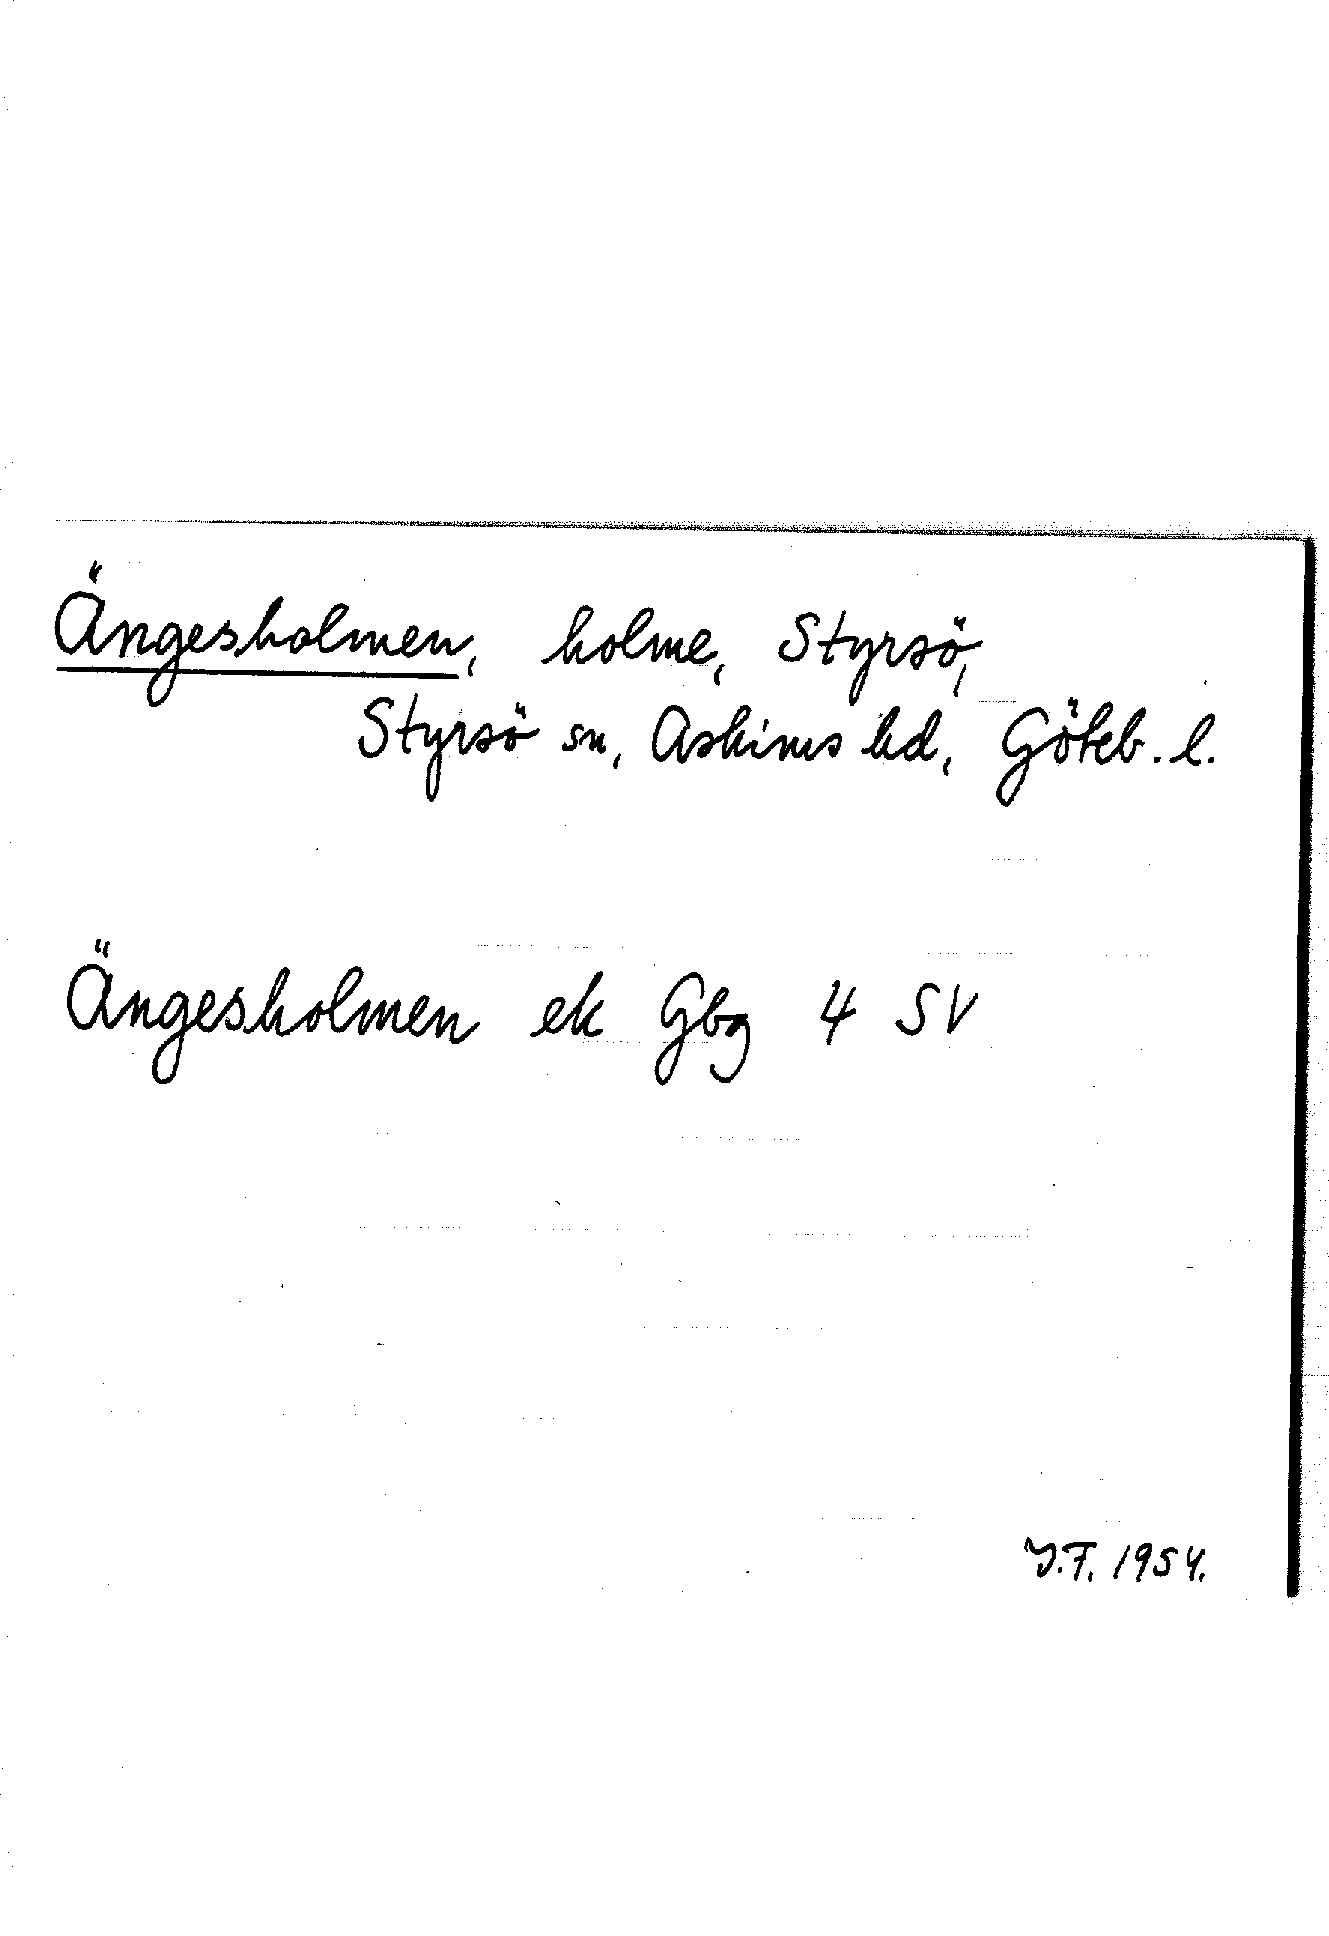 Ängesholmen, holme, Styrsö,
Styrsö sn, Askims hd, Göteb. l.
Ängesholmen ek Gbg 4 SV
J.F. 1954.